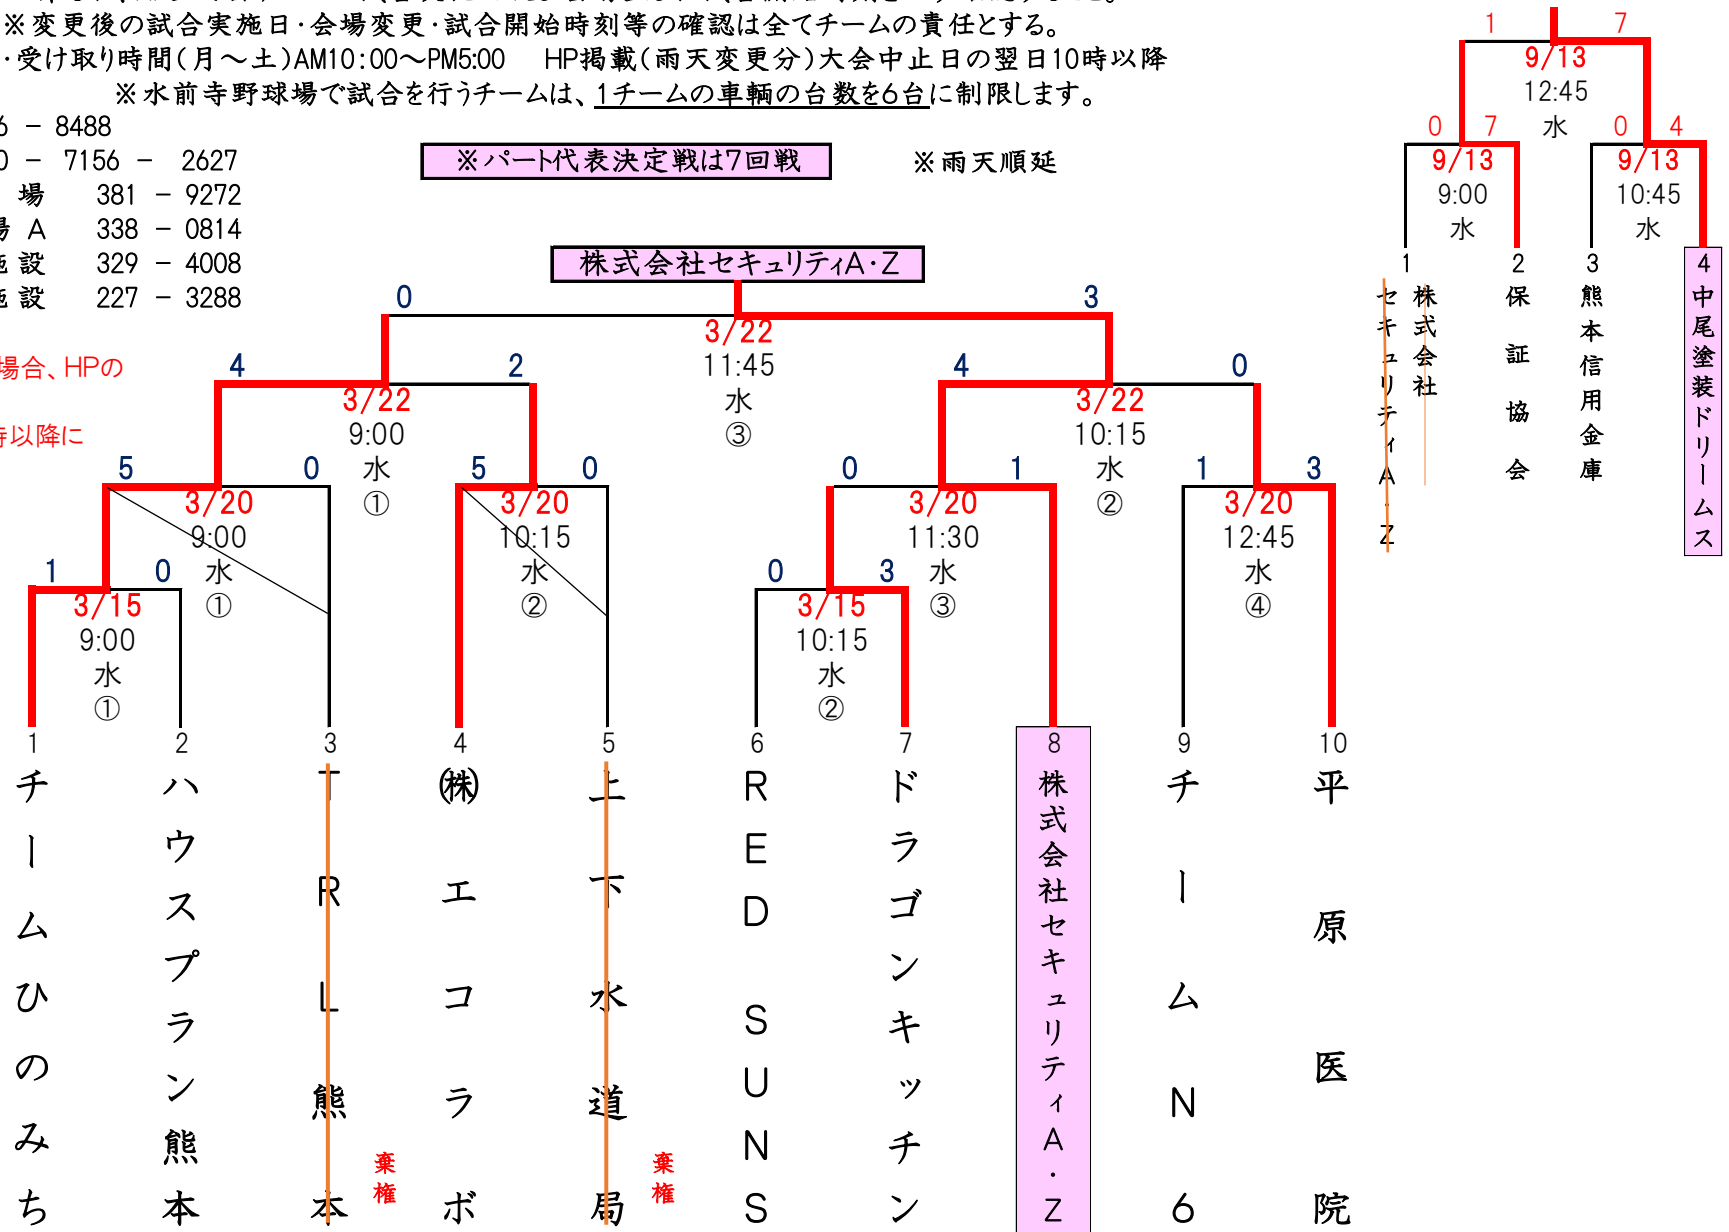 ※変更後の試合実施日・会場変更・試合開始時刻等の確認は全てチームの責任とする。
・受け取り時間(月～土)AM10:00～PM5:00 HP掲載(雨天変更分)大会中止日の翌日10時以降
※水前寺野球場で試合を行うチームは、1チームの車輌の台数を6台に制限します。
－ 8488
－ 7156 － 2627
※パート代表決定戦は7回戦
※雨天順延
場 381 － 9272
場 A 338 － 0814
施設 329 － 4008
施設 227 － 3288
場合、HPの
時以降に
株式会社セキュリティA・Z
0 3
3/22
11:45
水
③
4 2
3/22
9:00
水
①
4 0
3/22
10:15
水
②
5 0
3/20
9:00
水
①
5 0
3/20
10:15
水
②
0 1
3/20
11:30
水
③
1 3
3/20
12:45
水
④
1 0
3/15
9:00
水
①
0 3
3/15
10:15
水
②
1
チームひのみち
2
ハウスプラン熊本
3
TRL熊本
棄権
4
㈱エコラボ
5
上下水道局
棄権
6
RED SUNS
7
ドラゴンキッチン
8
株式会社セキュリティA・Z
9
チームN6
10
平原医院
1 7
9/13
12:45
水
0 7
9/13
9:00
水
0 4
9/13
10:45
水
1
株式会社
セキュリティA・Z
2
保証協会
3
熊本信用金庫
4
中尾塗装ドリームス